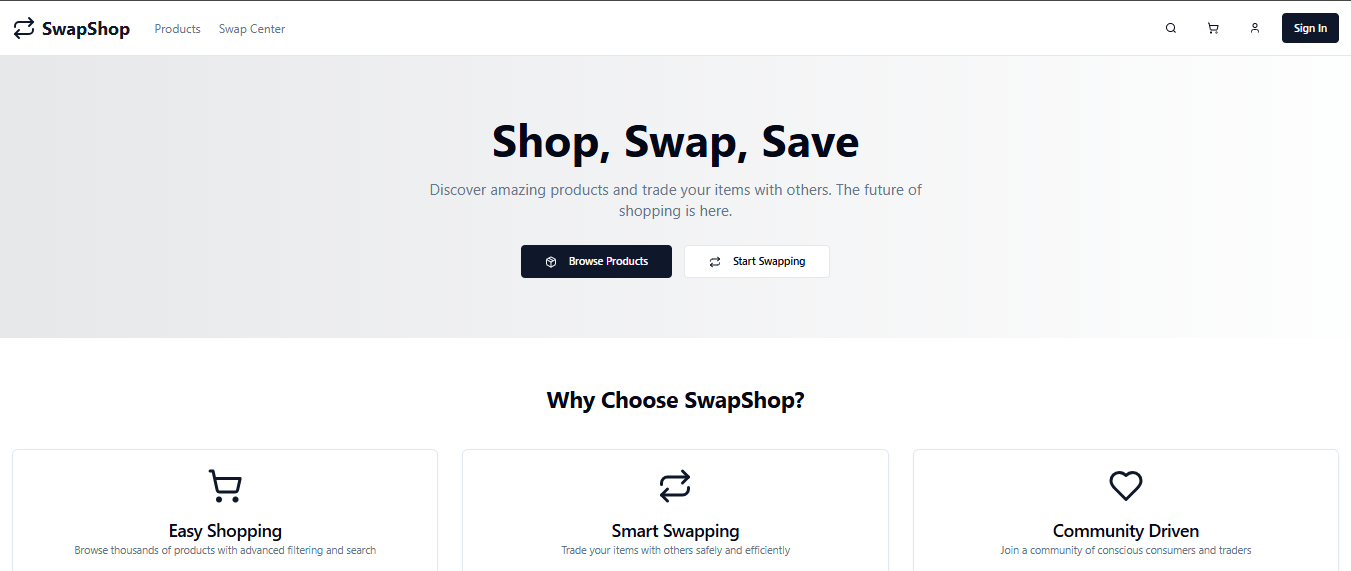 SwapShop
Products
Swap Center
Sign In
Shop, Swap, Save
Discover amazing products and trade your items with others. The future of
shopping is here.
Browse Products
Start Swapping
Why Choose SwapShop?
Easy Shopping
Browse thousands of products with advanced filtering and search
Smart Swapping
Trade your items with others safely and efficiently
Community Driven
Join a community of conscious consumers and traders